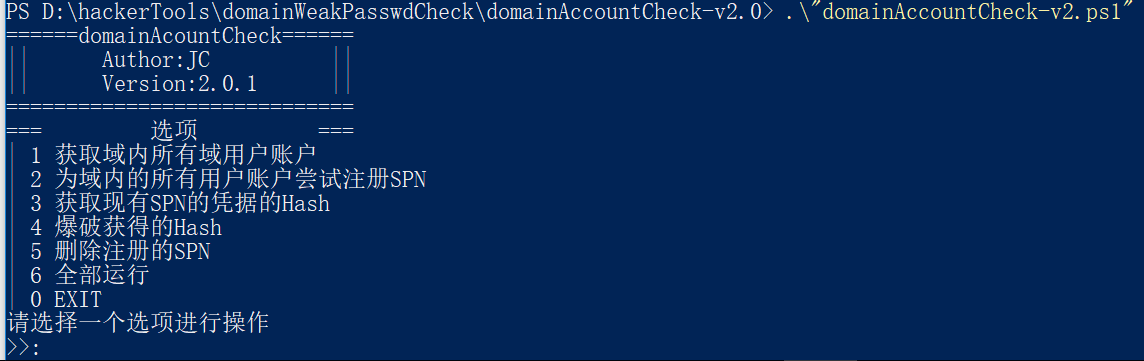 PS D:\hackerTools\domainWeakPasswdCheck\domainAccountCheck-v2.0> .\"domainAccountCheck-v2.ps1"
======domainAcountCheck======
|| Author:JC ||
|| Version:2.0.1 ||
=============================
=== 选项 ===
| 1 获取域内所有域用户账户
| 2 为域内的所有用户账户尝试注册SPN
| 3 获取现有SPN的凭据的Hash
| 4 爆破获得的Hash
| 5 删除注册的SPN
| 6 全部运行
| 0 EXIT
请选择一个选项进行操作
>>: